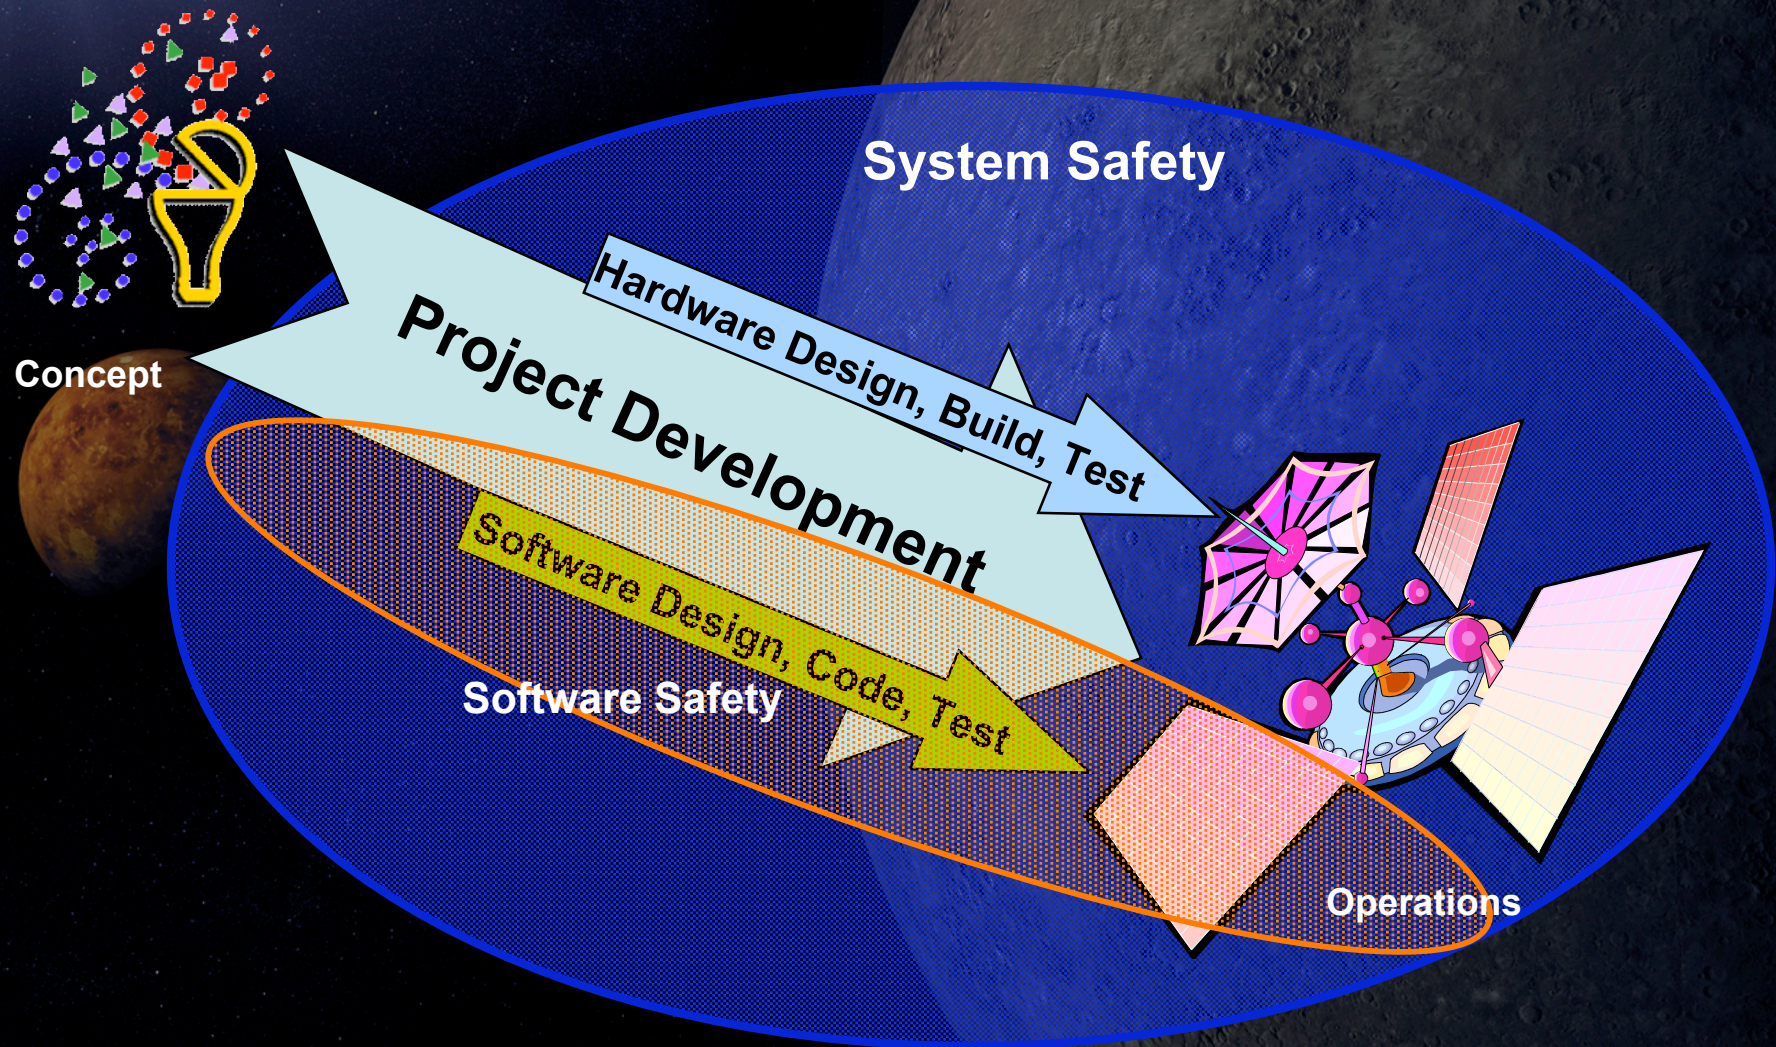 System Safety
Hardware Design, Build, Test
Project Development
Concept
Software Design, Code, Test
Software Safety
Operations